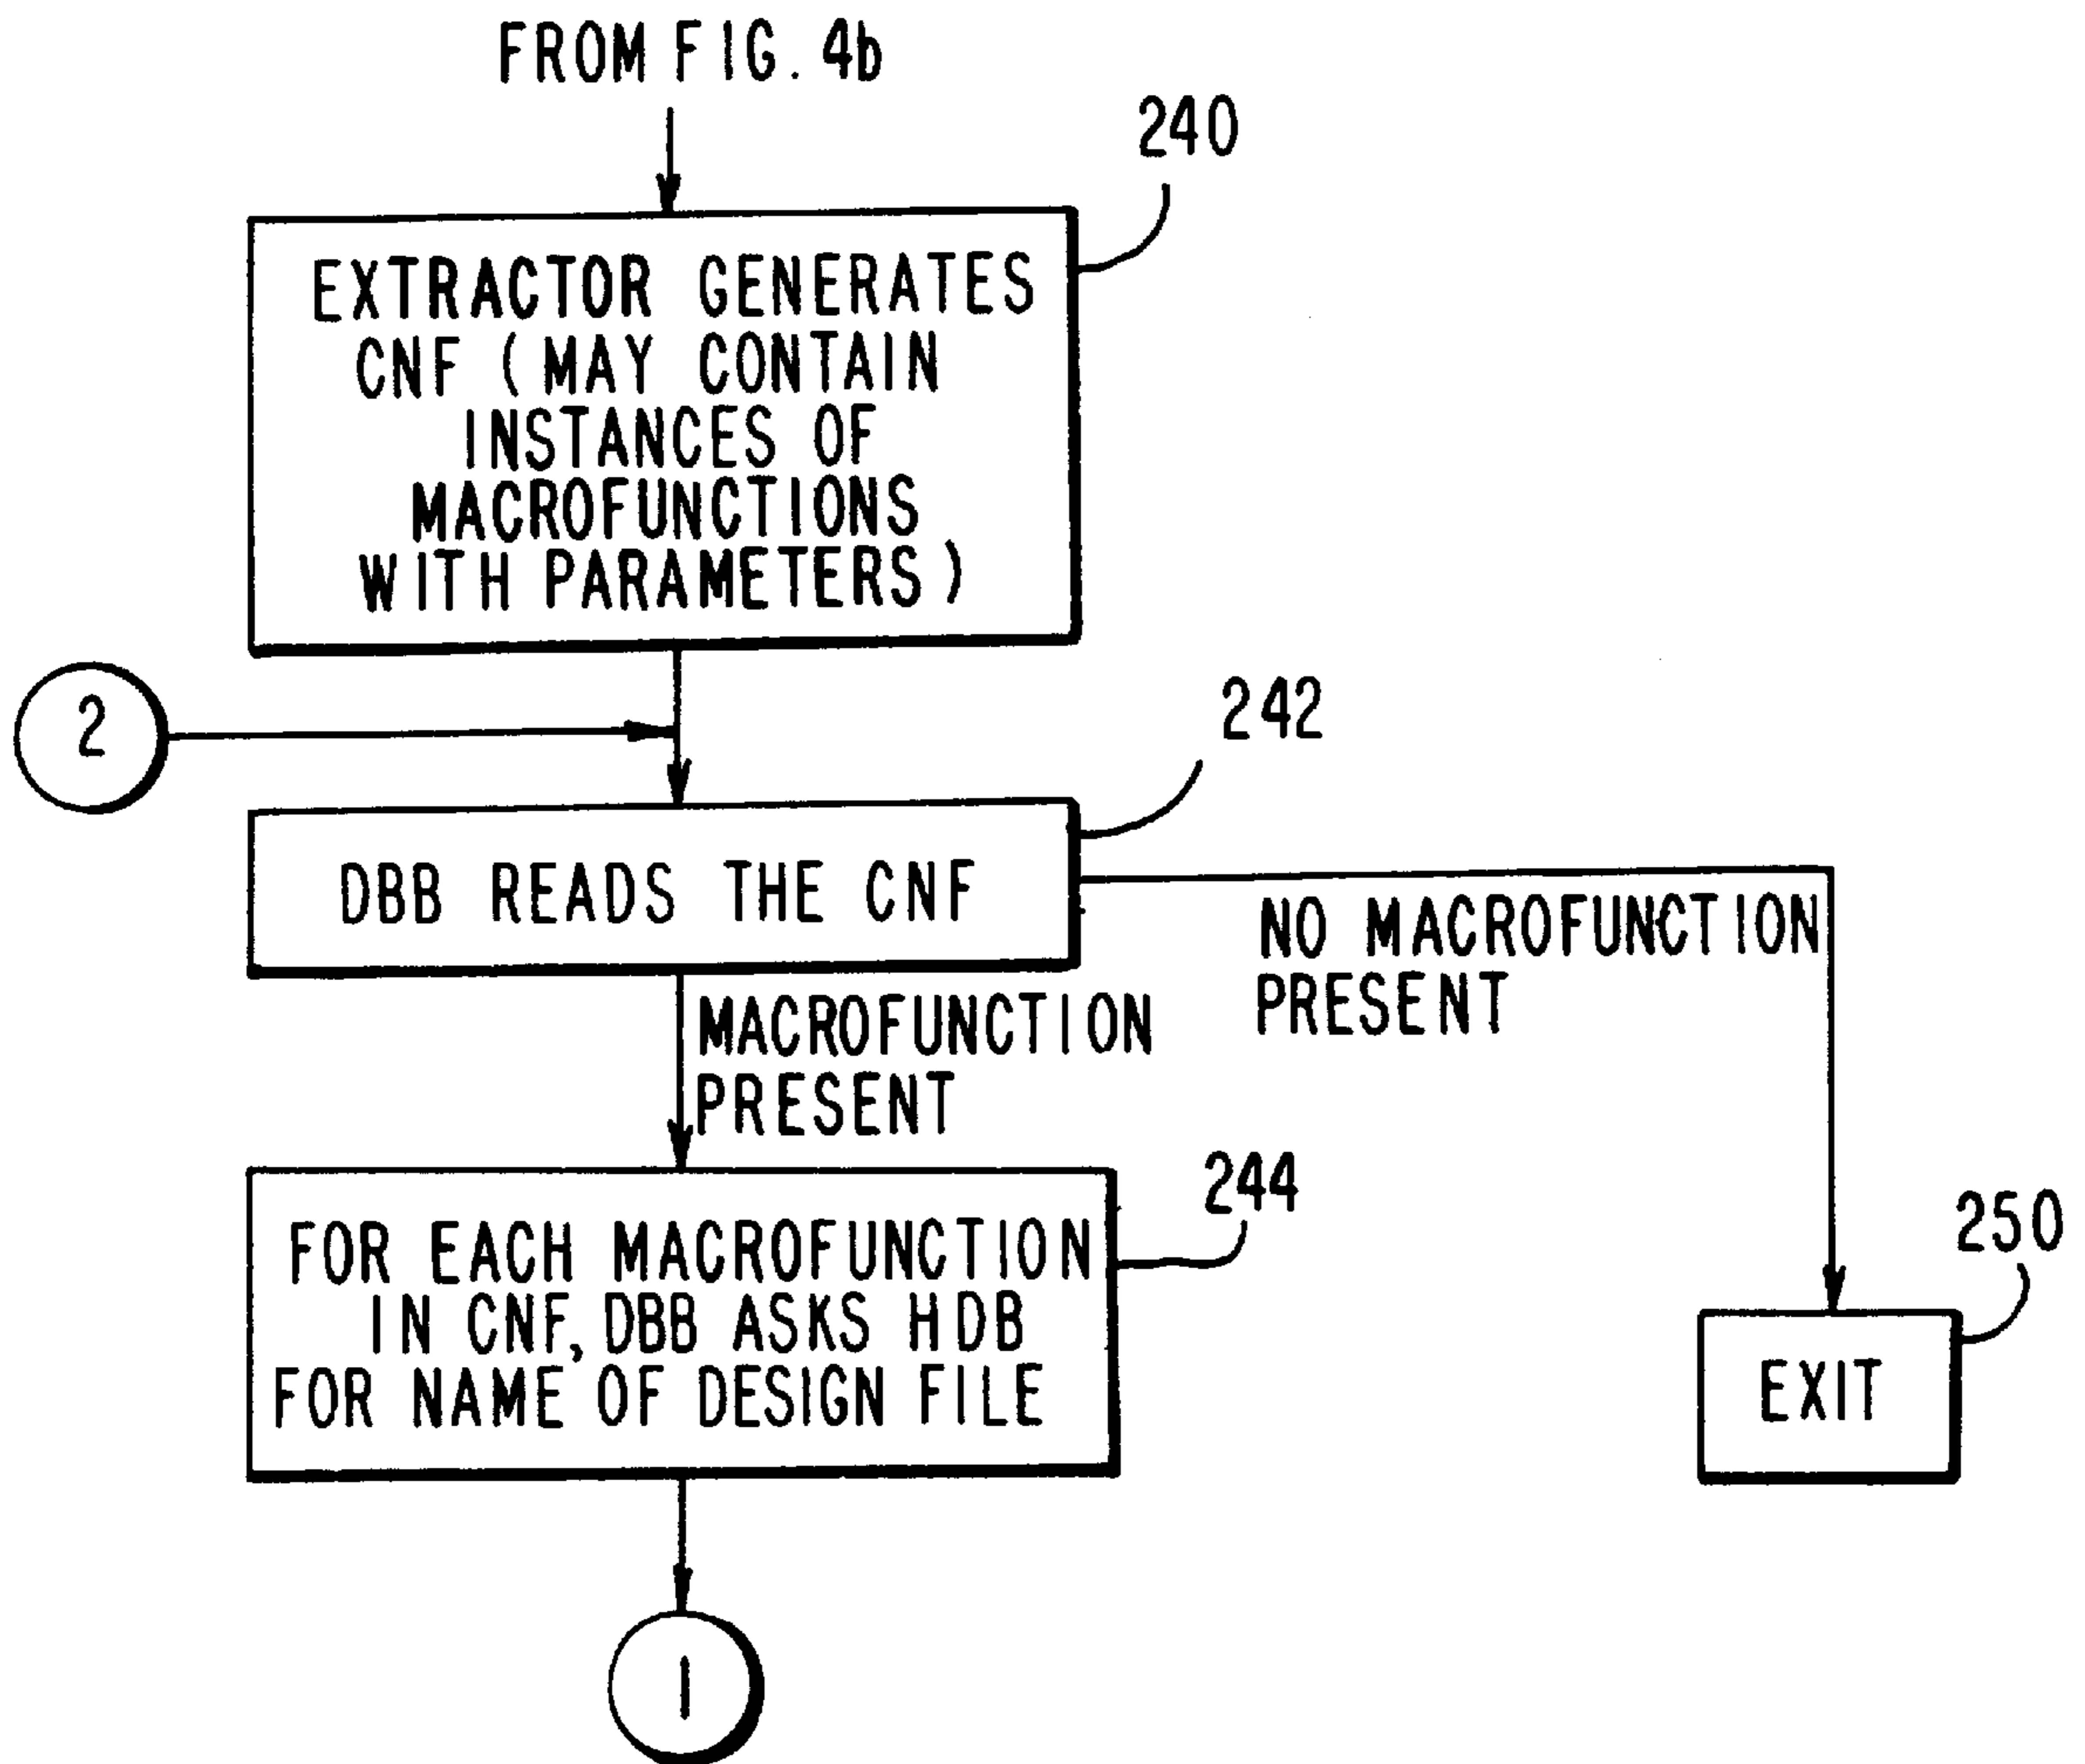 FROM FIG. 4b
240
EXTRACTOR GENERATES
CNF (MAY CONTAIN
INSTANCES OF
MACROFUNCTIONS
WITH PARAMETERS)
2
242
DBB READS THE CNF
NO MACROFUNCTION
PRESENT
MACROFUNCTION
PRESENT
244
FOR EACH MACROFUNCTION
IN CNF, DBB ASKS HDB
FOR NAME OF DESIGN FILE
250
EXIT
1